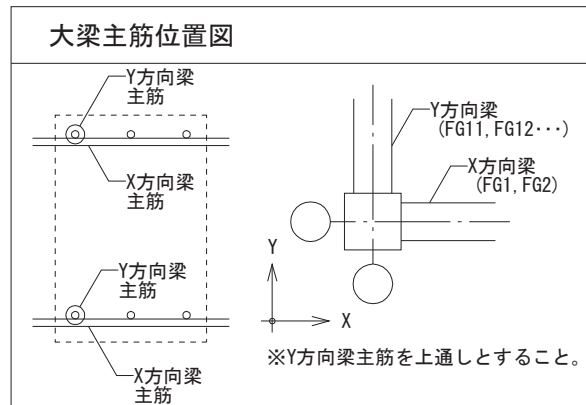 大梁主筋位置図
Y方向梁
主筋
X方向梁
主筋
Y方向梁
主筋
X方向梁
主筋
Y方向梁
(FG11,FG12･･･)
X方向梁
(FG1,FG2)
Y
X
※Y方向梁主筋を上通しとすること。